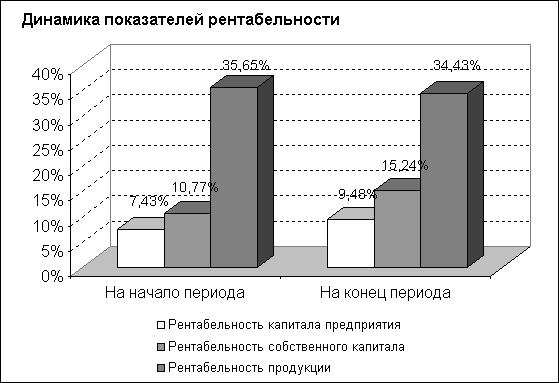 Динамика показателей рентабельности
40%
35%
30%
25%
20%
15%
10%
5%
0%
7,43%
10,77%
35,65%
9,48%
15,24%
34,43%
На начало периода
На конец периода
Рентабельность капитала предприятия
Рентабельность собственного капитала
Рентабельность продукции